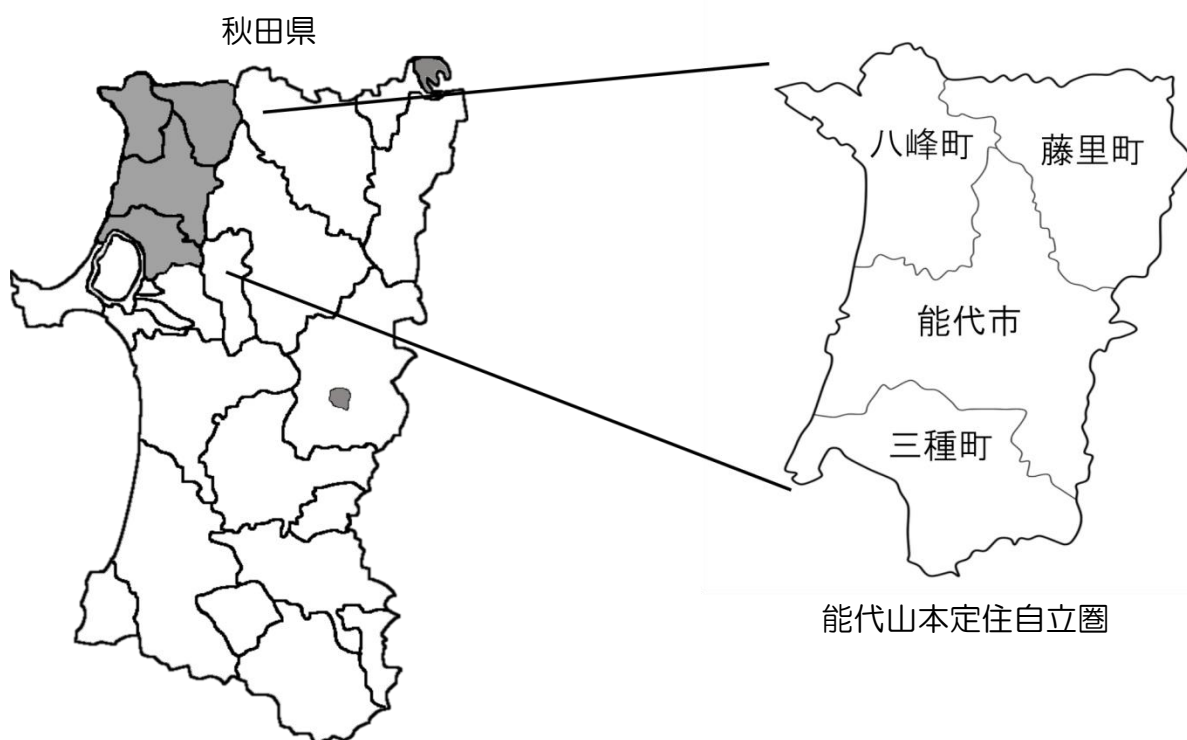 秋田県
八峰町
藤里町
能代市
三種町
能代山本定住自立圏